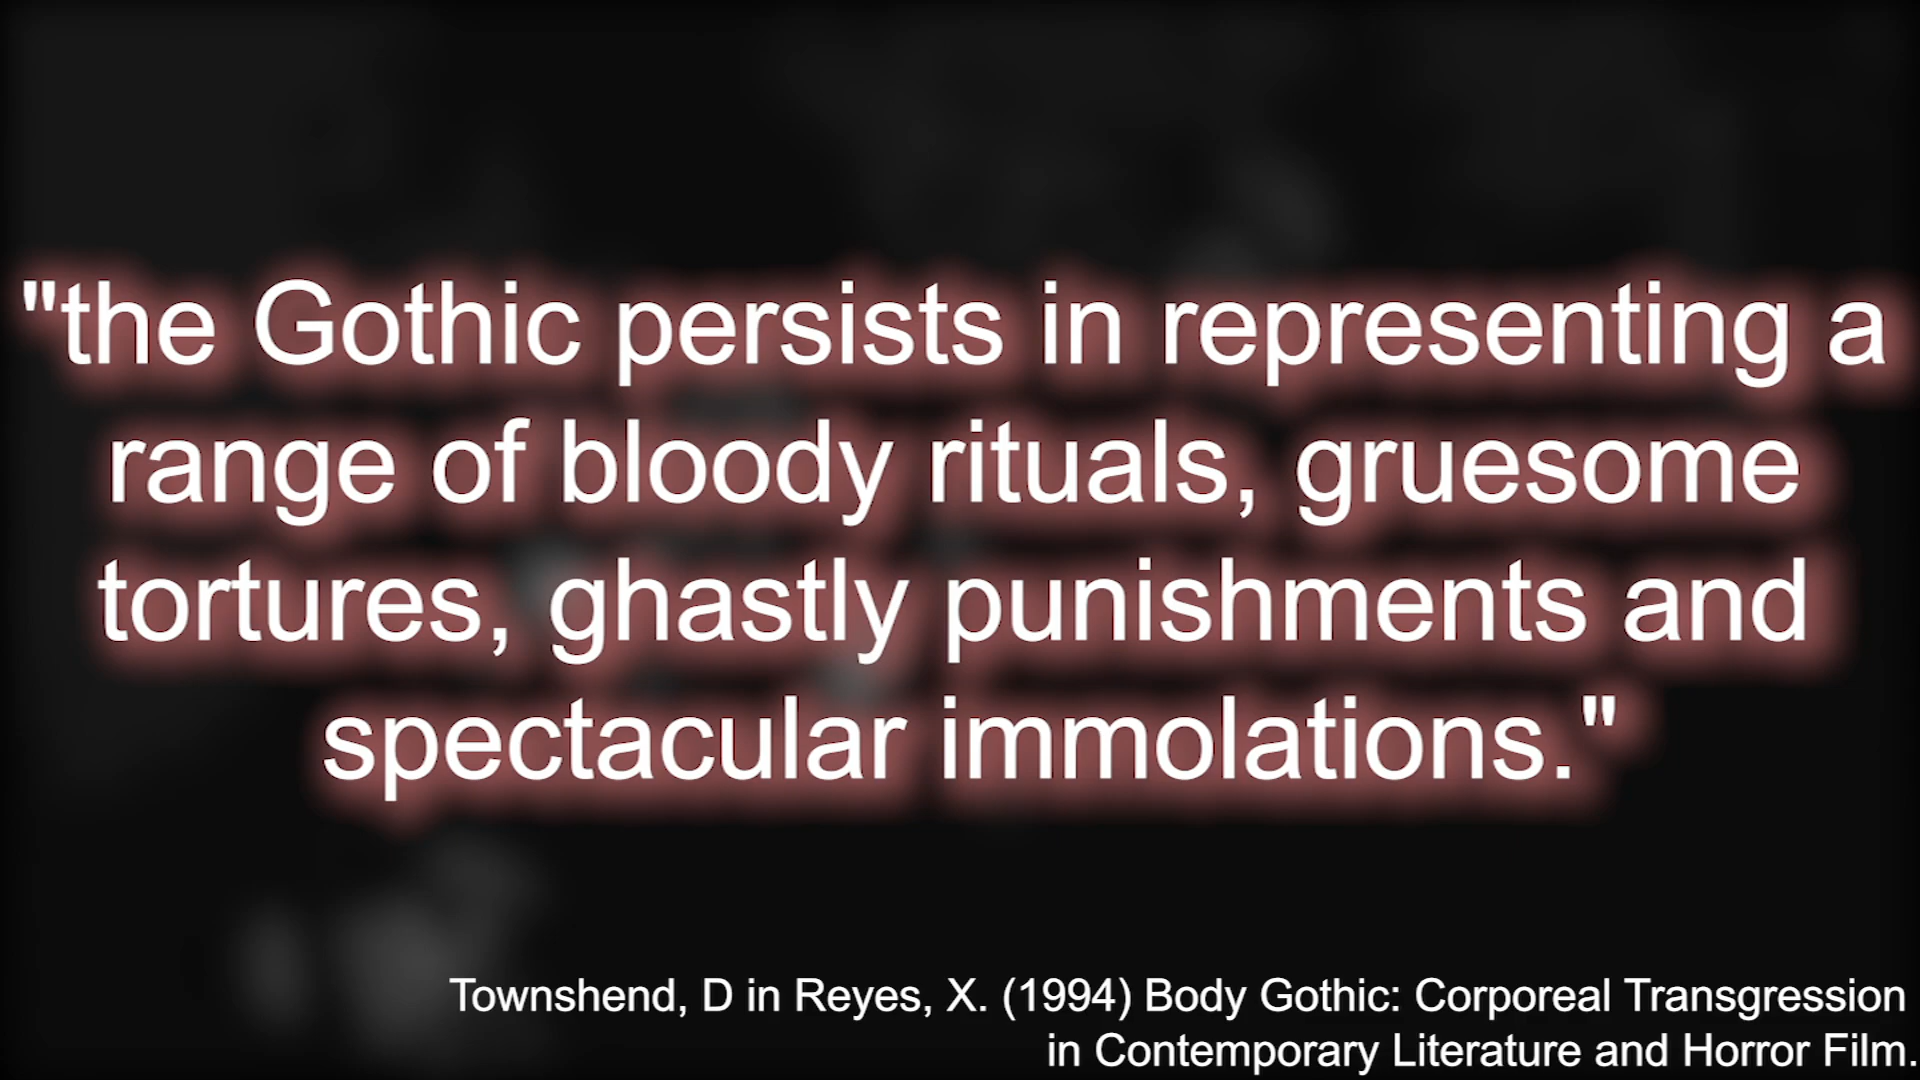 "the Gothic persists in representing a
range of bloody rituals, gruesome
tortures, ghastly punishments and
spectacular immolations."
Townshend, D in Reyes, X. (1994) Body Gothic: Corporeal Transgression
in Contemporary Literature and Horror Film.